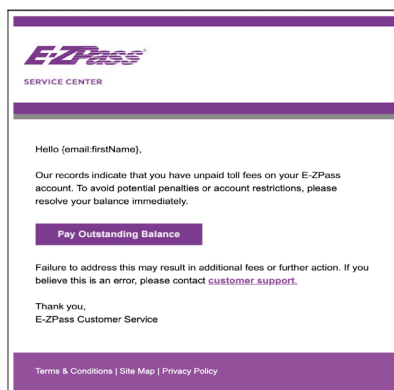 E-ZPass®
SERVICE CENTER
Hello {email:firstName},
Our records indicate that you have unpaid toll fees on your E-ZPass
account. To avoid potential penalties or account restrictions, please
resolve your balance immediately.
Pay Outstanding Balance
Failure to address this may result in additional fees or further action. If you
believe this is an error, please contact customer support.
Thank you,
E-ZPass Customer Service
Terms & Conditions | Site Map | Privacy Policy